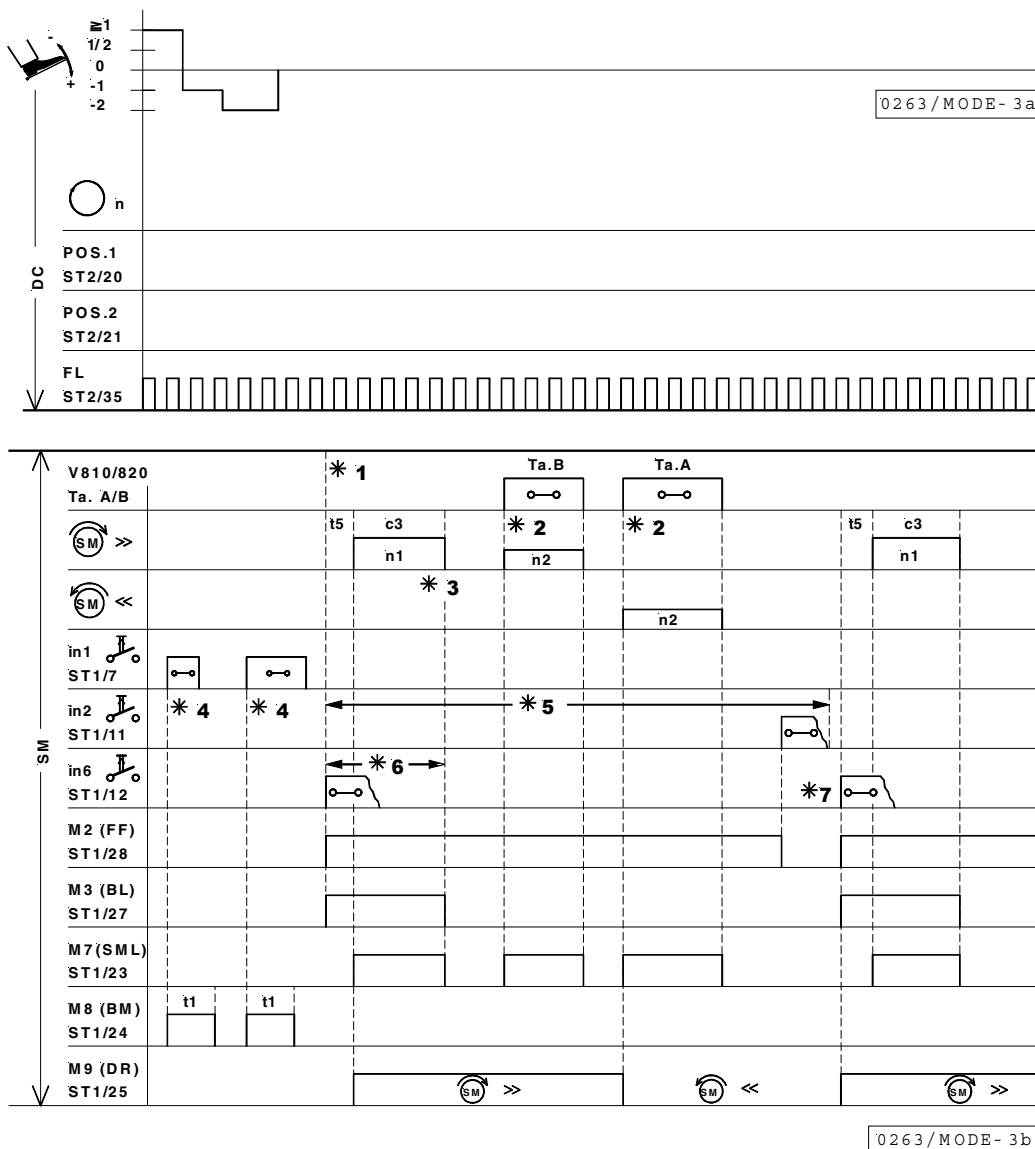 ≧1
1/2
0
-1
-2
-
+
0263/MODE-3a
n
DC
POS.1
ST2/20
POS.2
ST2/21
FL
ST2/35
V810/820
Ta. A/B
✳ 1
Ta.B
Ta.A
SM >>
t5 c3
n1
✳ 2
n2
✳ 2
t5 c3
n1
SM <<
✳ 3
n2
in1
ST1/7
in2
ST1/11
✳ 4
✳ 4
✳ 5
SM
in6
ST1/12
✳ 6
✳ 7
M2 (FF)
ST1/28
M3 (BL)
ST1/27
M7(SML)
ST1/23
M8 (BM)
ST1/24
t1
t1
M9 (DR)
ST1/25
SM >>
SM <<
SM >>
0263/MODE-3b